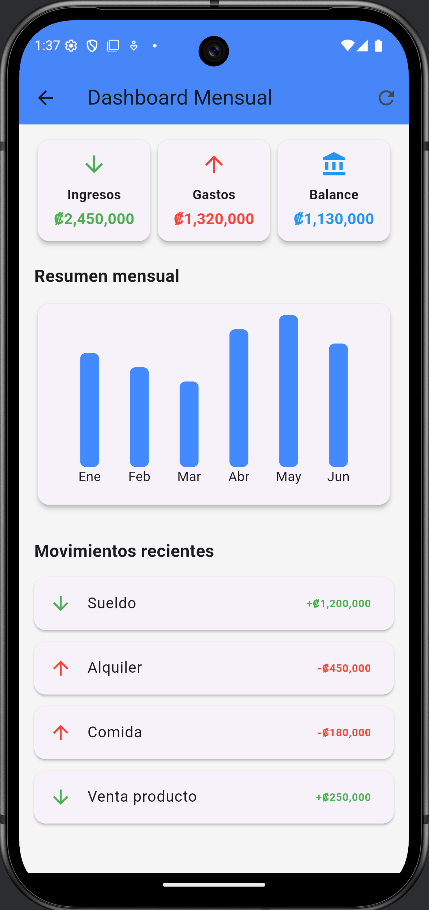 1:37
Dashboard Mensual
Ingresos
₡2,450,000
Gastos
₡1,320,000
Balance
₡1,130,000
Resumen mensual
Ene Feb Mar Abr May Jun
Movimientos recientes
Sueldo +₡1,200,000
Alquiler -₡450,000
Comida -₡180,000
Venta producto +₡250,000